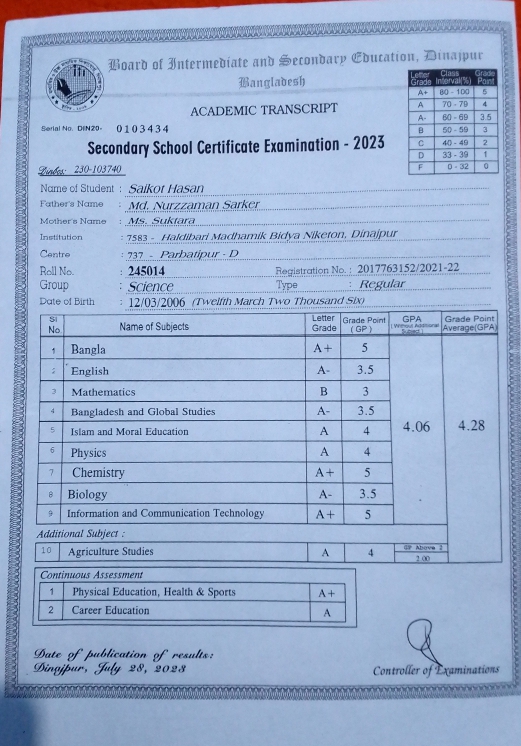 Board of Intermediate and Secondary Education, Dinajpur
Bangladesh
Letter Grade Class Interval(%) Grade Point
A+ 80 - 100 5
A 70 - 79 4
A- 60 - 69 3.5
B 50 - 59 3
C 40 - 49 2
D 33 - 39 1
F 0 - 32 0
ACADEMIC TRANSCRIPT
Serial No. DIN20- 0103434
Secondary School Certificate Examination - 2023
Dinbes: 230-103740
Name of Student : Saikot Hasan
Father's Name : Md. Nurzzaman Sarker
Mother's Name : Ms. Suktara
Institution : 7583 - Haldibari Madhamik Bidya Niketon, Dinajpur
Centre : 737 - Parbatipur - D
Roll No. : 245014 Registration No. : 2017763152/2021-22
Group : Science Type : Regular
Date of Birth : 12/03/2006 (Twelfth March Two Thousand Six)
Sl No. Name of Subjects Letter Grade Grade Point (GP) GPA (Without Additional Subject) Grade Point Average(GPA)
1 Bangla A+ 5
2 English A- 3.5
3 Mathematics B 3
4 Bangladesh and Global Studies A- 3.5
5 Islam and Moral Education A 4 4.06 4.28
6 Physics A 4
7 Chemistry A+ 5
8 Biology A- 3.5
9 Information and Communication Technology A+ 5
Additional Subject :
10 Agriculture Studies A 4 GP Above 2
2.00
Continuous Assessment
1 Physical Education, Health & Sports A+
2 Career Education A
Date of publication of results:
Dinajpur, July 28, 2023
Controller of Examinations